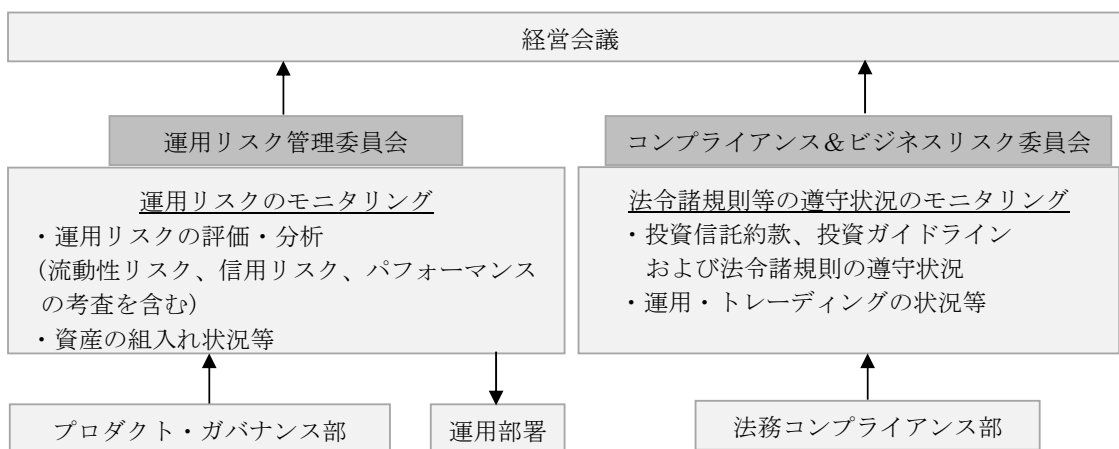 経営会議
運用リスク管理委員会
コンプライアンス＆ビジネスリスク委員会
運用リスクのモニタリング
・運用リスクの評価・分析
（流動性リスク、信用リスク、パフォーマンス
の考査を含む）
・資産の組入れ状況等
法令諸規則等の遵守状況のモニタリング
・投資信託約款、投資ガイドライン
および法令諸規則の遵守状況
・運用・トレーディングの状況等
プロダクト・ガバナンス部
運用部署
法務コンプライアンス部